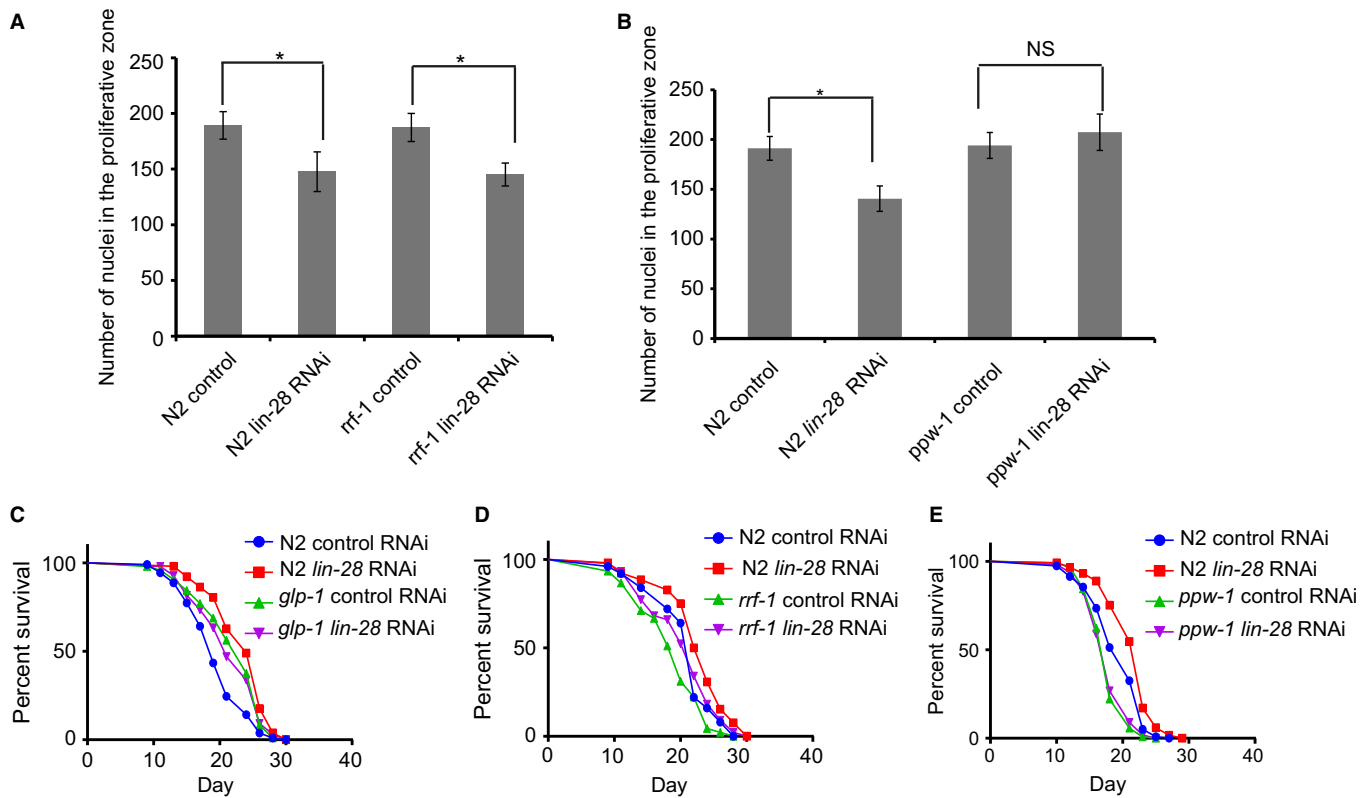 A
Number of nuclei in the proliferative zone
250
200
150
100
50
0
*
*
N2 control
N2 lin-28 RNAi
rrf-1 control
rrf-1 lin-28 RNAi
B
Number of nuclei in the proliferative zone
250
200
150
100
50
0
*
NS
N2 control
N2 lin-28 RNAi
ppw-1 control
ppw-1 lin-28 RNAi
C
N2 control RNAi
N2 lin-28 RNAi
glp-1 control RNAi
glp-1 lin-28 RNAi
Percent survival
100
50
0
0 10 20 30 40
Day
D
N2 control RNAi
N2 lin-28 RNAi
rrf-1 control RNAi
rrf-1 lin-28 RNAi
Percent survival
100
50
0
0 10 20 30 40
Day
E
N2 control RNAi
N2 lin-28 RNAi
ppw-1 control RNAi
ppw-1 lin-28 RNAi
Percent survival
100
50
0
0 10 20 30 40
Day